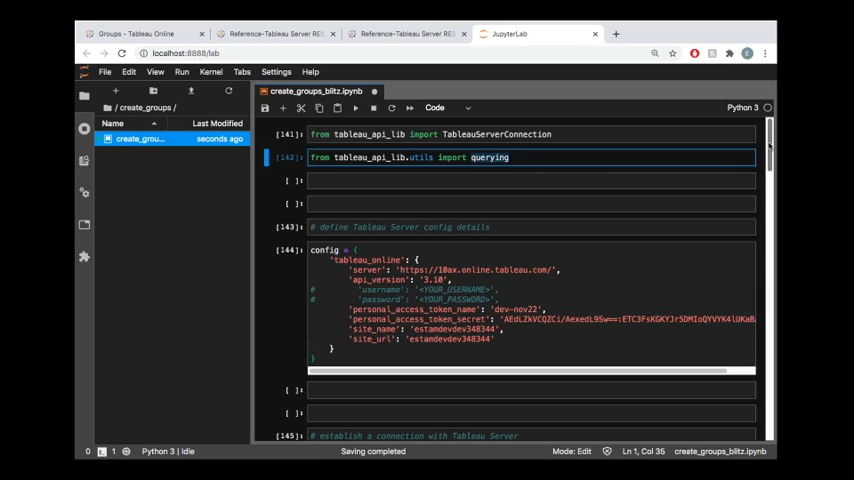 Groups - Tableau Online
Reference-Tableau Server RES
Reference-Tableau Server RES
JupyterLab
localhost:8888/lab
E
File Edit View Run Kernel Tabs Settings Help
create_groups_blitz.ipynb
/ create_groups /
Code
Python 3
Name Last Modified
create_grou... seconds ago
[141]: from tableau_api_lib import TableauServerConnection
[142]: from tableau_api_lib.utils import querying
[ ]:
[ ]:
[143]: # define Tableau Server config details
[144]: config = {
'tableau_online': {
'server': 'https://10ax.online.tableau.com/',
'api_version': '3.10',
# 'username': '<YOUR_USERNAME>',
# 'password': '<YOUR_PASSWORD>',
'personal_access_token_name': 'dev-nov22',
'personal_access_token_secret':
'site_name': 'estamdevdev348344',
'site_url': 'estamdevdev348344'
}
}
[ ]:
[ ]:
[145]: # establish a connection with Tableau Server
0 1 Python 3 | Idle Saving completed Mode: Edit Ln 1, Col 35 create_groups_blitz.ipynb